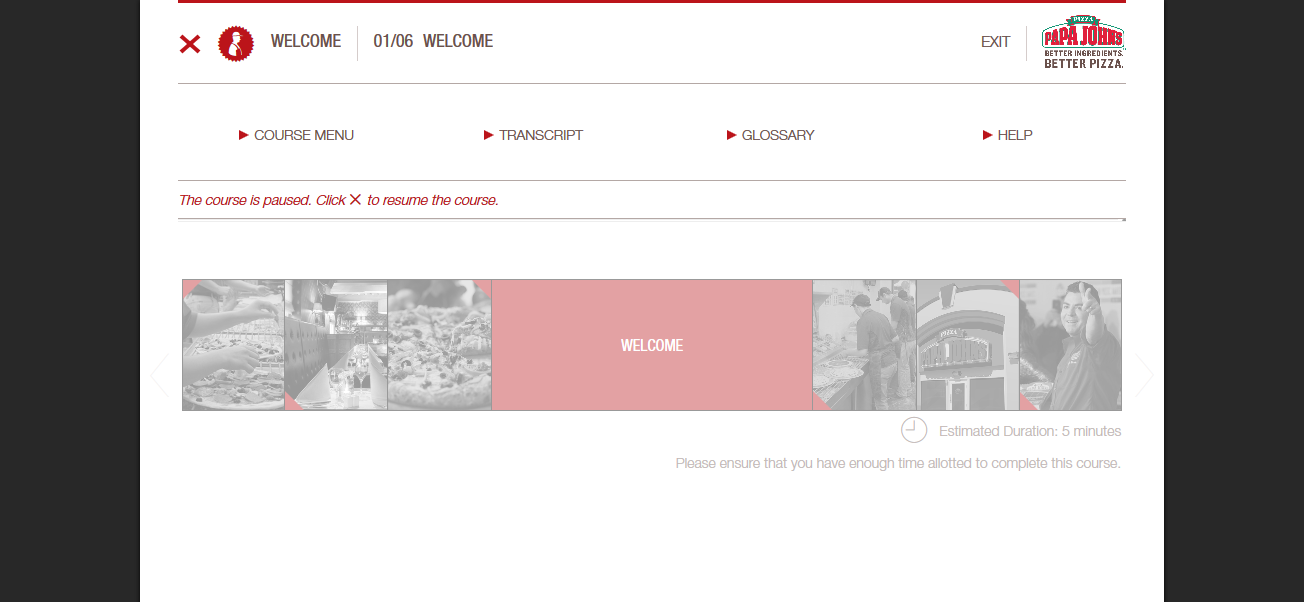 WELCOME
01/06 WELCOME
EXIT
PIZZA
PAPA JOHNS
BETTER INGREDIENTS.
BETTER PIZZA.
COURSE MENU
TRANSCRIPT
GLOSSARY
HELP
The course is paused. Click ✕ to resume the course.
WELCOME
PIZZA
PAPA JOHNS
Estimated Duration: 5 minutes
Please ensure that you have enough time allotted to complete this course.